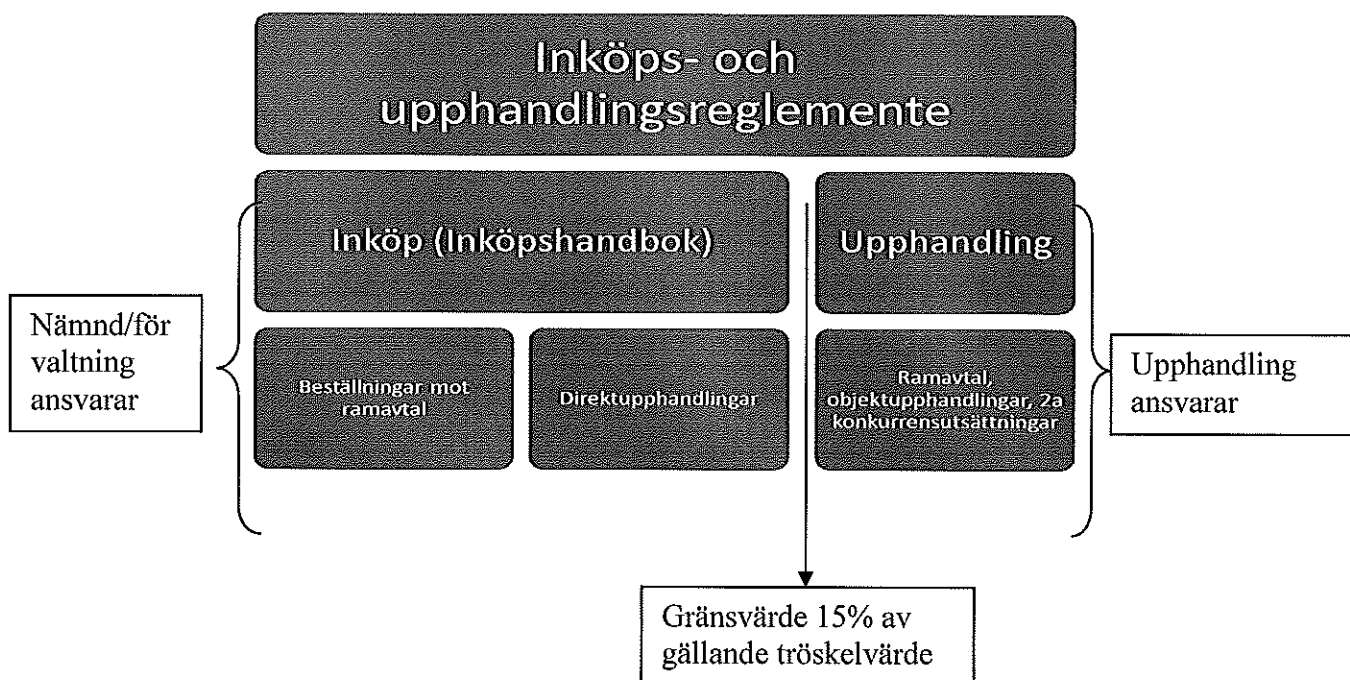 Inköps- och
upphandlingsreglemente
Inköp (Inköpshandbok)
Upphandling
Nämnd/för
valtning
ansvarar
Beställningar mot
ramavtal
Direktupphandlingar
Ramavtal,
objektupphandlingar, 2a
konkurrensutsättningar
Upphandling
ansvarar
Gränsvärde 15% av
gällande tröskelvärde